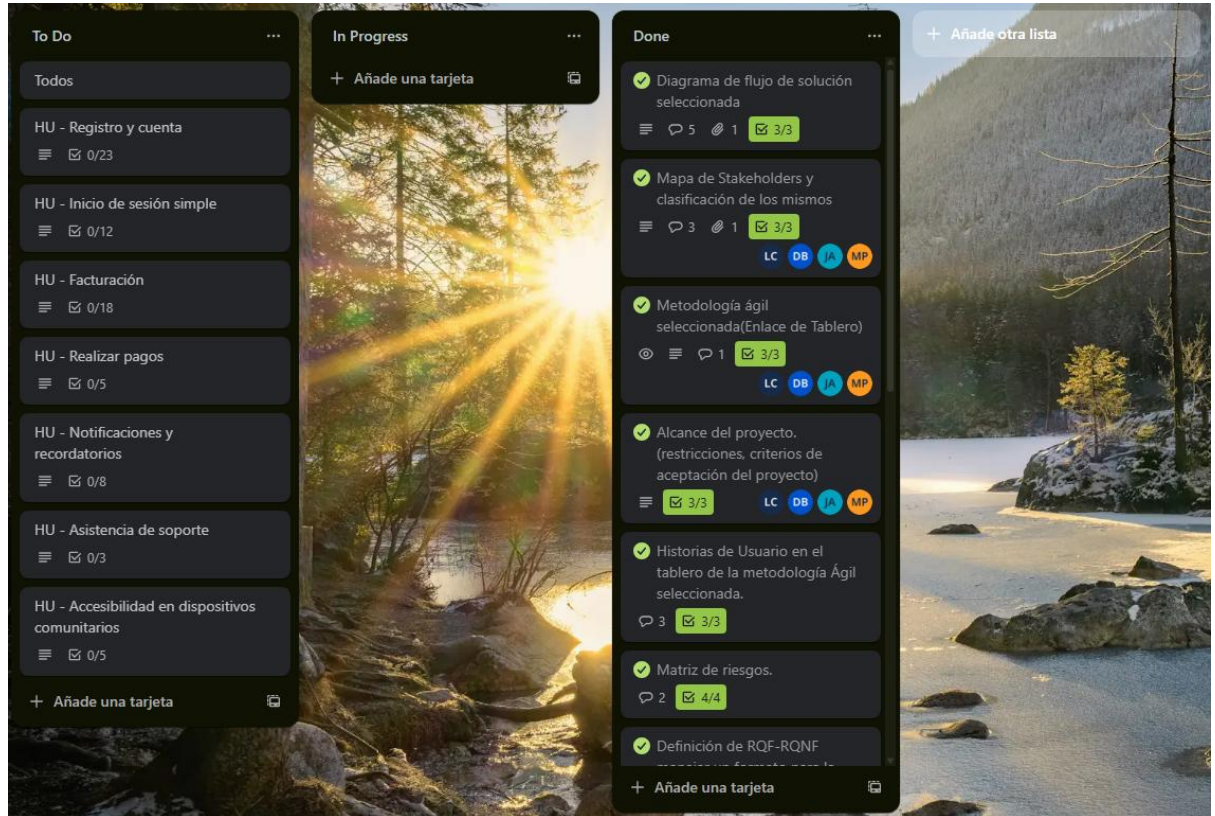 To Do
Todos
HU - Registro y cuenta
0/23
HU - Inicio de sesión simple
0/12
HU - Facturación
0/18
HU - Realizar pagos
0/5
HU - Notificaciones y
recordatorios
0/8
HU - Asistencia de soporte
0/3
HU - Accesibilidad en dispositivos
comunitarios
0/5
+ Añade una tarjeta
In Progress
+ Añade una tarjeta
Done
Diagrama de flujo de solución
seleccionada
5 1 3/3
Mapa de Stakeholders y
clasificación de los mismos
3 1 3/3
LC DB JA MP
Metodología ágil
seleccionada(Enlace de Tablero)
1 3/3
LC DB JA MP
Alcance del proyecto.
(restricciones, criterios de
aceptación del proyecto)
3/3 LC DB JA MP
Historias de Usuario en el
tablero de la metodología Ágil
seleccionada.
3 3/3
Matriz de riesgos.
2 4/4
Definición de RQF-RQNF
+ Añade una tarjeta
+ Añade otra lista